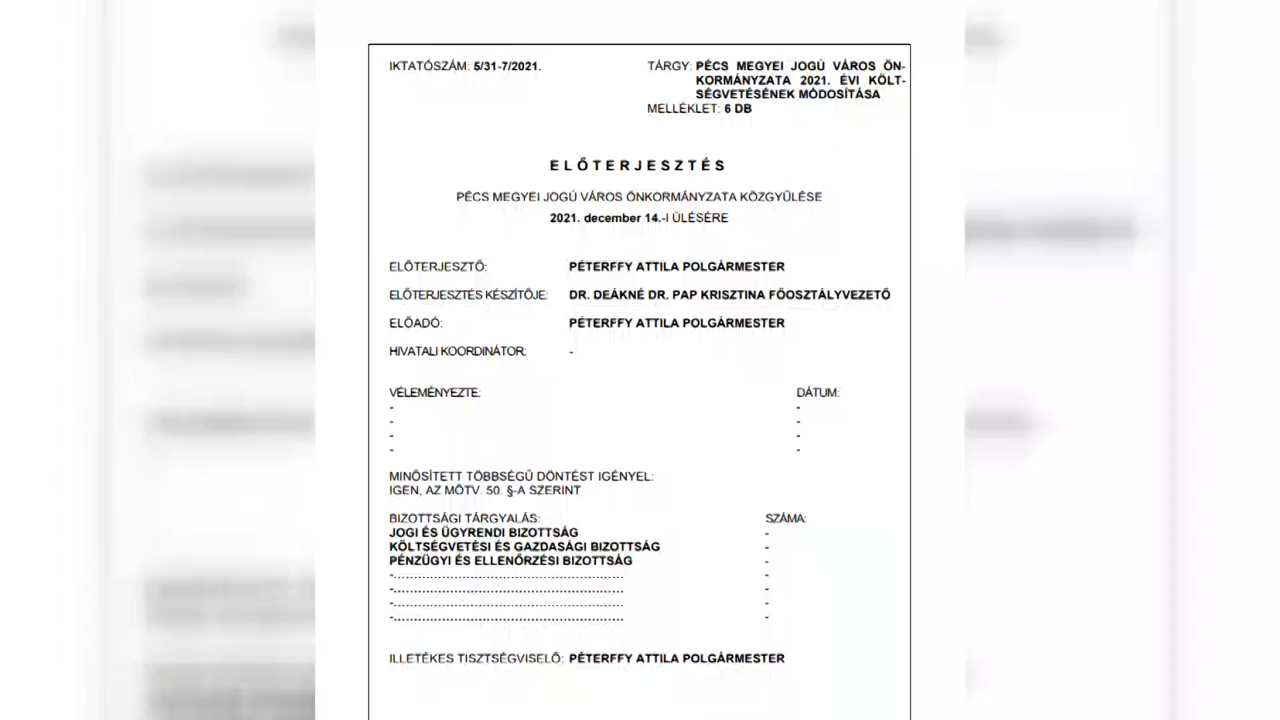 IKTATÓSZÁM: 5/31-7/2021.
TÁRGY: PÉCS MEGYEI JOGÚ VÁROS ÖN-
KORMÁNYZATA 2021. ÉVI KÖLT-
SÉGVETÉSÉNEK MÓDOSÍTÁSA
MELLÉKLET: 6 DB
ELŐTERJESZTÉS
PÉCS MEGYEI JOGÚ VÁROS ÖNKORMÁNYZATA KÖZGYŰLÉSE
2021. december 14.-I ÜLÉSÉRE
ELŐTERJESZTŐ: PÉTERFFY ATTILA POLGÁRMESTER
ELŐTERJESZTÉS KÉSZÍTŐJE: DR. DEÁKNÉ DR. PAP KRISZTINA FŐOSZTÁLYVEZETŐ
ELŐADÓ: PÉTERFFY ATTILA POLGÁRMESTER
HIVATALI KOORDINÁTOR: -
VÉLEMÉNYEZTE: DÁTUM:
- -
- -
- -
- -
MINŐSÍTETT TÖBBSÉGŰ DÖNTÉST IGÉNYEL:
IGEN, AZ MÖTV. 50. §-A SZERINT
BIZOTTSÁGI TÁRGYALÁS: SZÁMA:
JOGI ÉS ÜGYRENDI BIZOTTSÁG -
KÖLTSÉGVETÉSI ÉS GAZDASÁGI BIZOTTSÁG -
PÉNZÜGYI ÉS ELLENŐRZÉSI BIZOTTSÁG -
-.......................................................... -
-.......................................................... -
-.......................................................... -
-.......................................................... -
ILLETÉKES TISZTSÉGVISELŐ: PÉTERFFY ATTILA POLGÁRMESTER